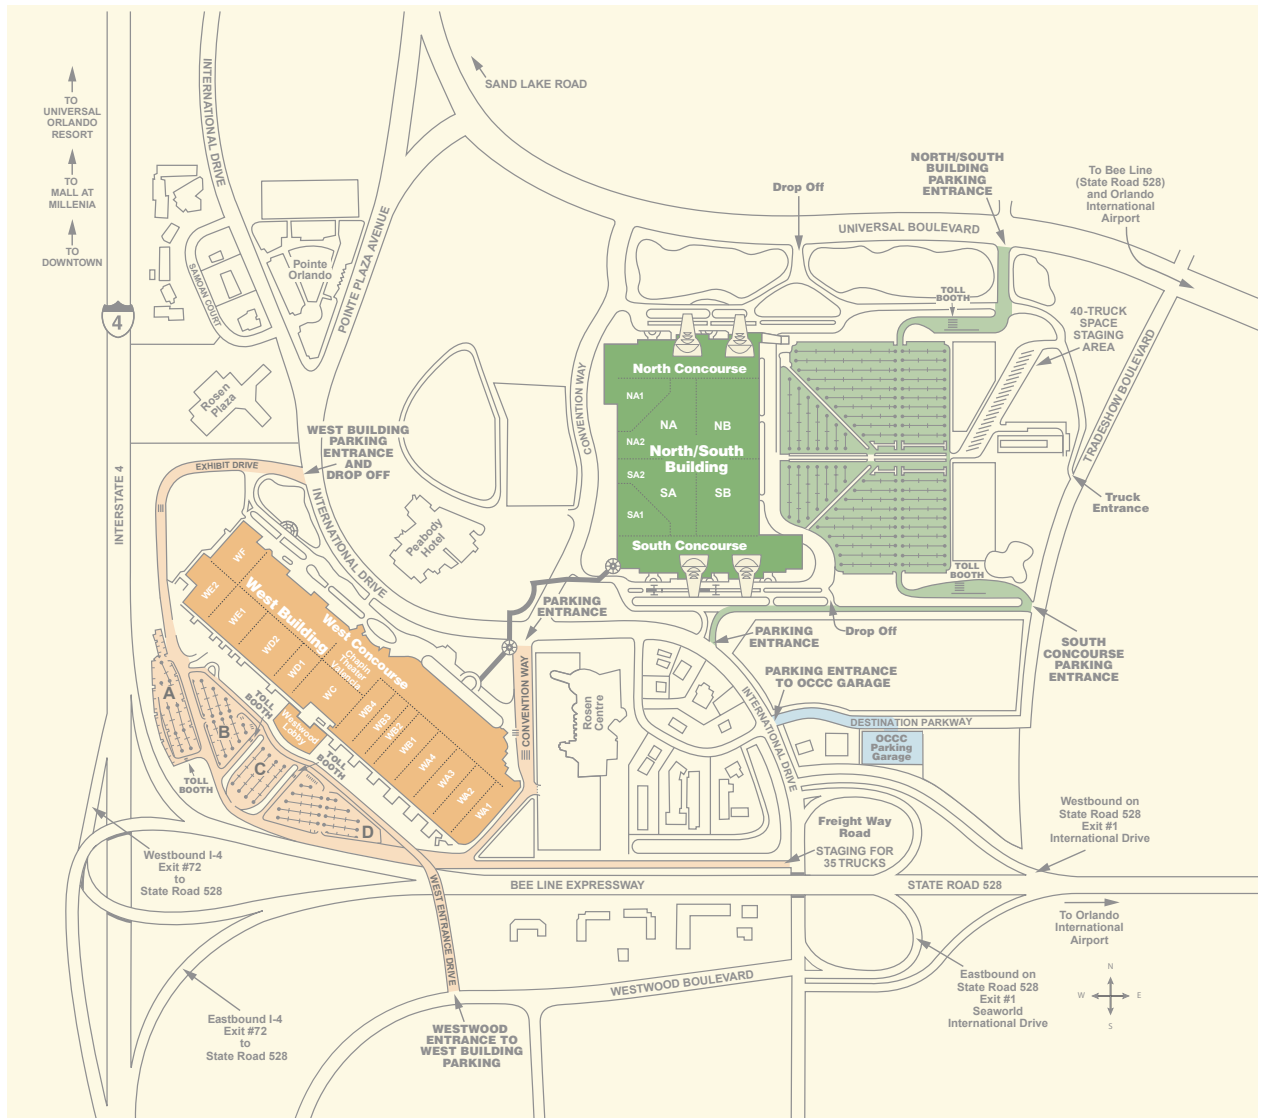 SAND LAKE ROAD
INTERNATIONAL DRIVE
TO
UNIVERSAL
ORLANDO
RESORT
TO
MALL AT
MILLENIA
TO
DOWNTOWN
4
INTERSTATE 4
SAMOAN COURT
Pointe
Orlando
POINTE PLAZA AVENUE
Rosen
Plaza
NORTH/SOUTH
BUILDING
PARKING
ENTRANCE
Drop Off
UNIVERSAL BOULEVARD
To Bee Line
(State Road 528)
and Orlando
International
Airport
TOLL
BOOTH
40-TRUCK
SPACE
STAGING
AREA
TRADESHOW BOULEVARD
Truck
Entrance
CONVENTION WAY
North Concourse
NA1
NA
NB
NA2
North/South
Building
SA2
SA
SB
SA1
South Concourse
WEST BUILDING
PARKING
ENTRANCE
AND
DROP OFF
EXHIBIT DRIVE
INTERNATIONAL DRIVE
Peabody
Hotel
TOLL
BOOTH
PARKING
ENTRANCE
PARKING
ENTRANCE
Drop Off
SOUTH
CONCOURSE
PARKING
ENTRANCE
PARKING ENTRANCE
TO OCCC GARAGE
DESTINATION PARKWAY
OCCC
Parking
Garage
INTERNATIONAL DRIVE
WF
WE2
WE1
WD2
WD1
WC
West Building
West Concourse
Chapin
Theater
Valencia
WB4
WB3
WB2
WB1
WA4
WA3
WA2
WA1
Westwood
Lobby
TOLL
BOOTH
TOLL
BOOTH
TOLL
BOOTH
A
B
C
D
CONVENTION WAY
Rosen
Centre
Freight Way
Road
STAGING FOR
35 TRUCKS
Westbound on
State Road 528
Exit #1
International Drive
Westbound I-4
Exit #72
to
State Road 528
BEE LINE EXPRESSWAY
STATE ROAD 528
To Orlando
International
Airport
WEST ENTRANCE DRIVE
WESTWOOD BOULEVARD
Eastbound on
State Road 528
Exit #1
Seaworld
International Drive
N
W
E
S
Eastbound I-4
Exit #72
to
State Road 528
WESTWOOD
ENTRANCE TO
WEST BUILDING
PARKING